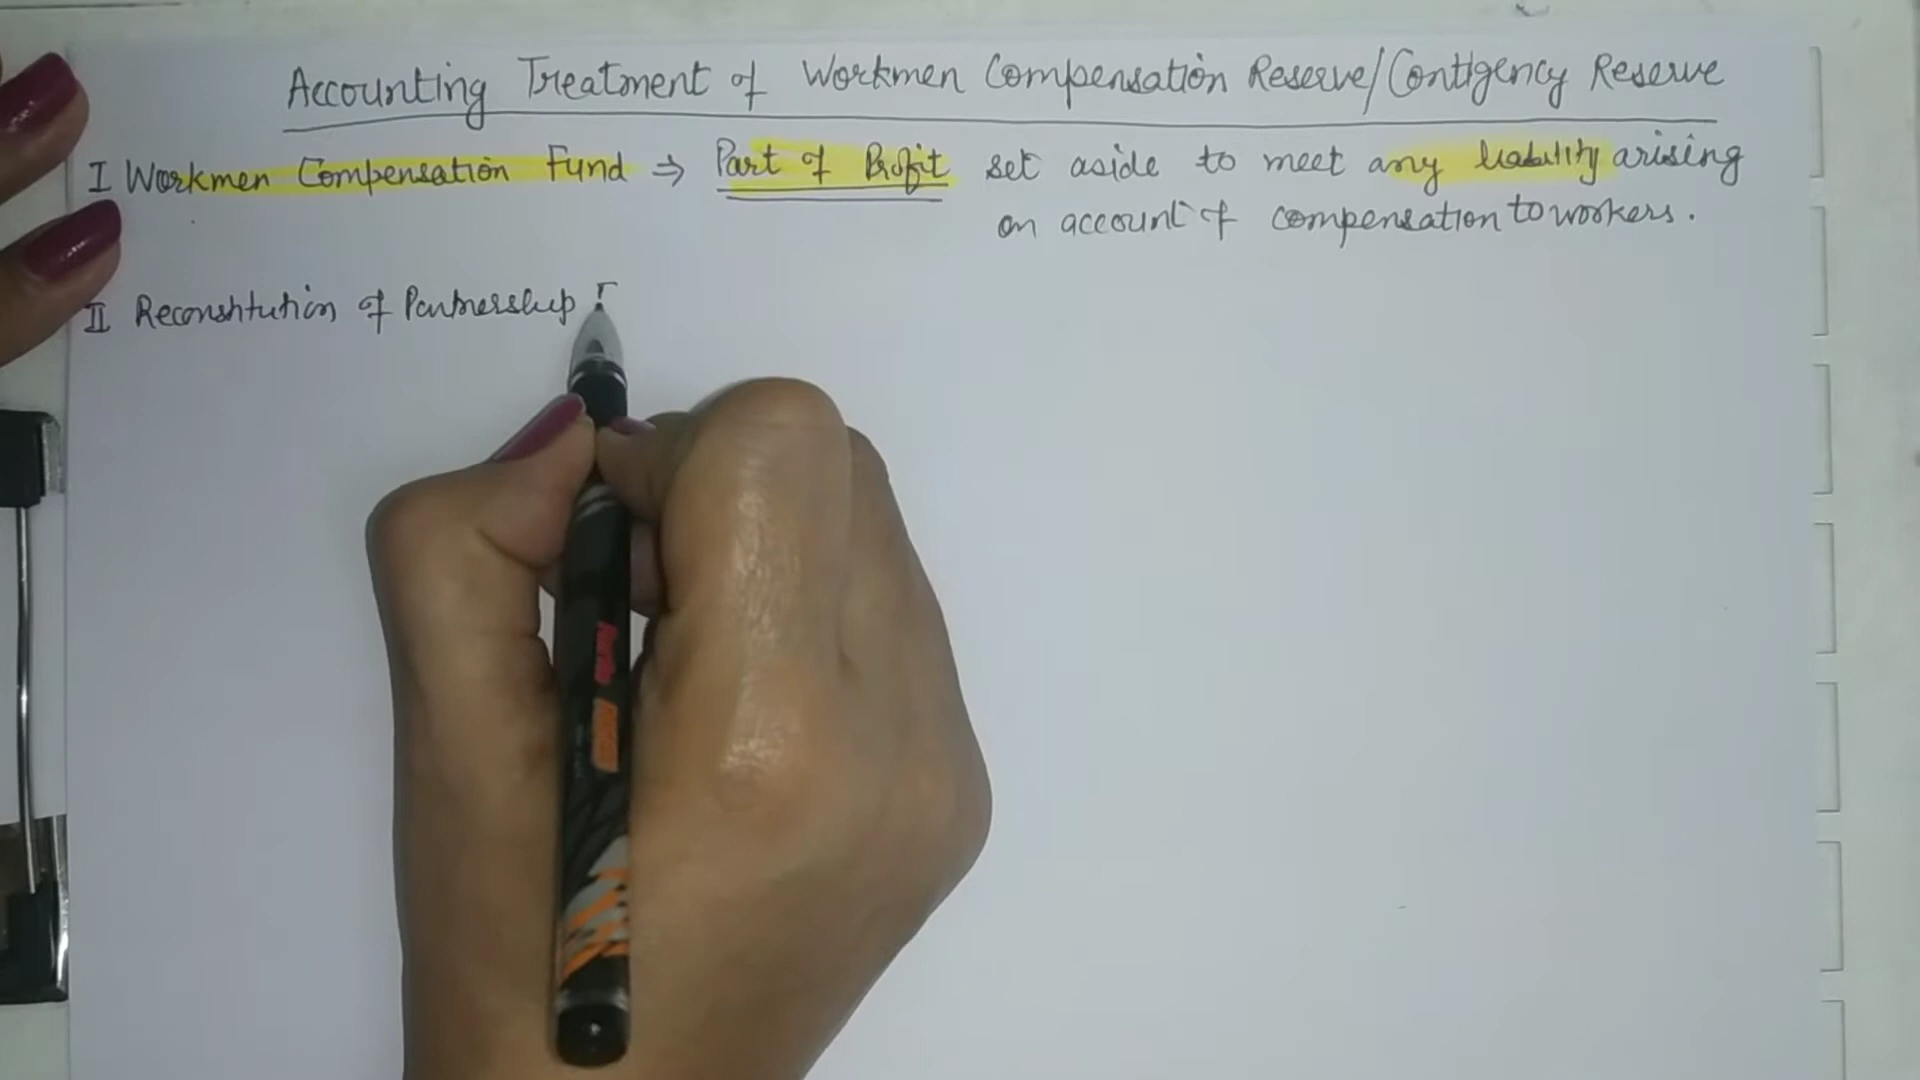 Accounting Treatment of Workmen Compensation Reserve/Contigency Reserve
I Workmen Compensation Fund ⇒ Part of Profit set aside to meet any liability arising
on account of compensation to workers.
II Reconstitution of Partnership F